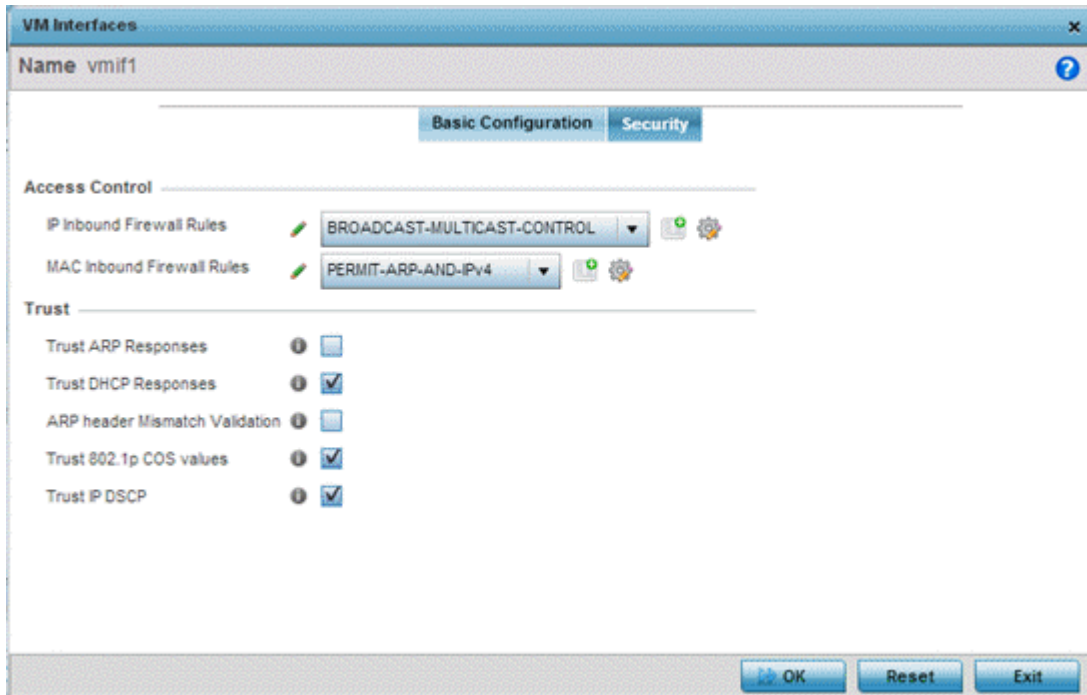 VM Interfaces
Name vmif1
Basic Configuration Security
Access Control
IP Inbound Firewall Rules BROADCAST-MULTICAST-CONTROL
MAC Inbound Firewall Rules PERMIT-ARP-AND-IPv4
Trust
Trust ARP Responses
Trust DHCP Responses
ARP header Mismatch Validation
Trust 802.1p COS values
Trust IP DSCP
OK Reset Exit